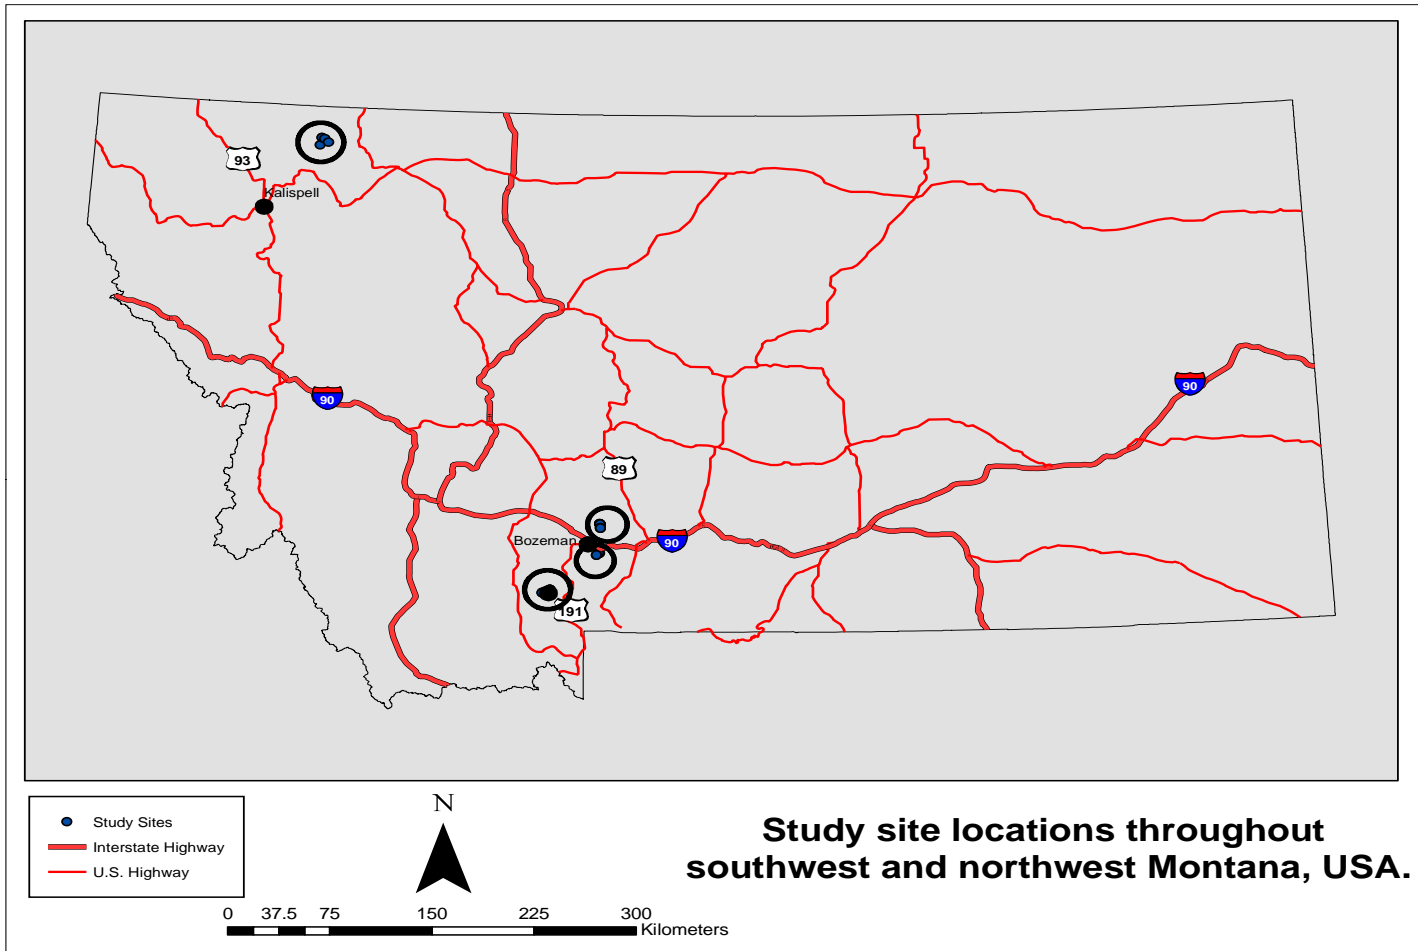 93
Kalispell
90
90
89
Bozeman
90
191
Study Sites
Interstate Highway
U.S. Highway
N
0 37.5 75 150 225 300
Kilometers
Study site locations throughout
southwest and northwest Montana, USA.